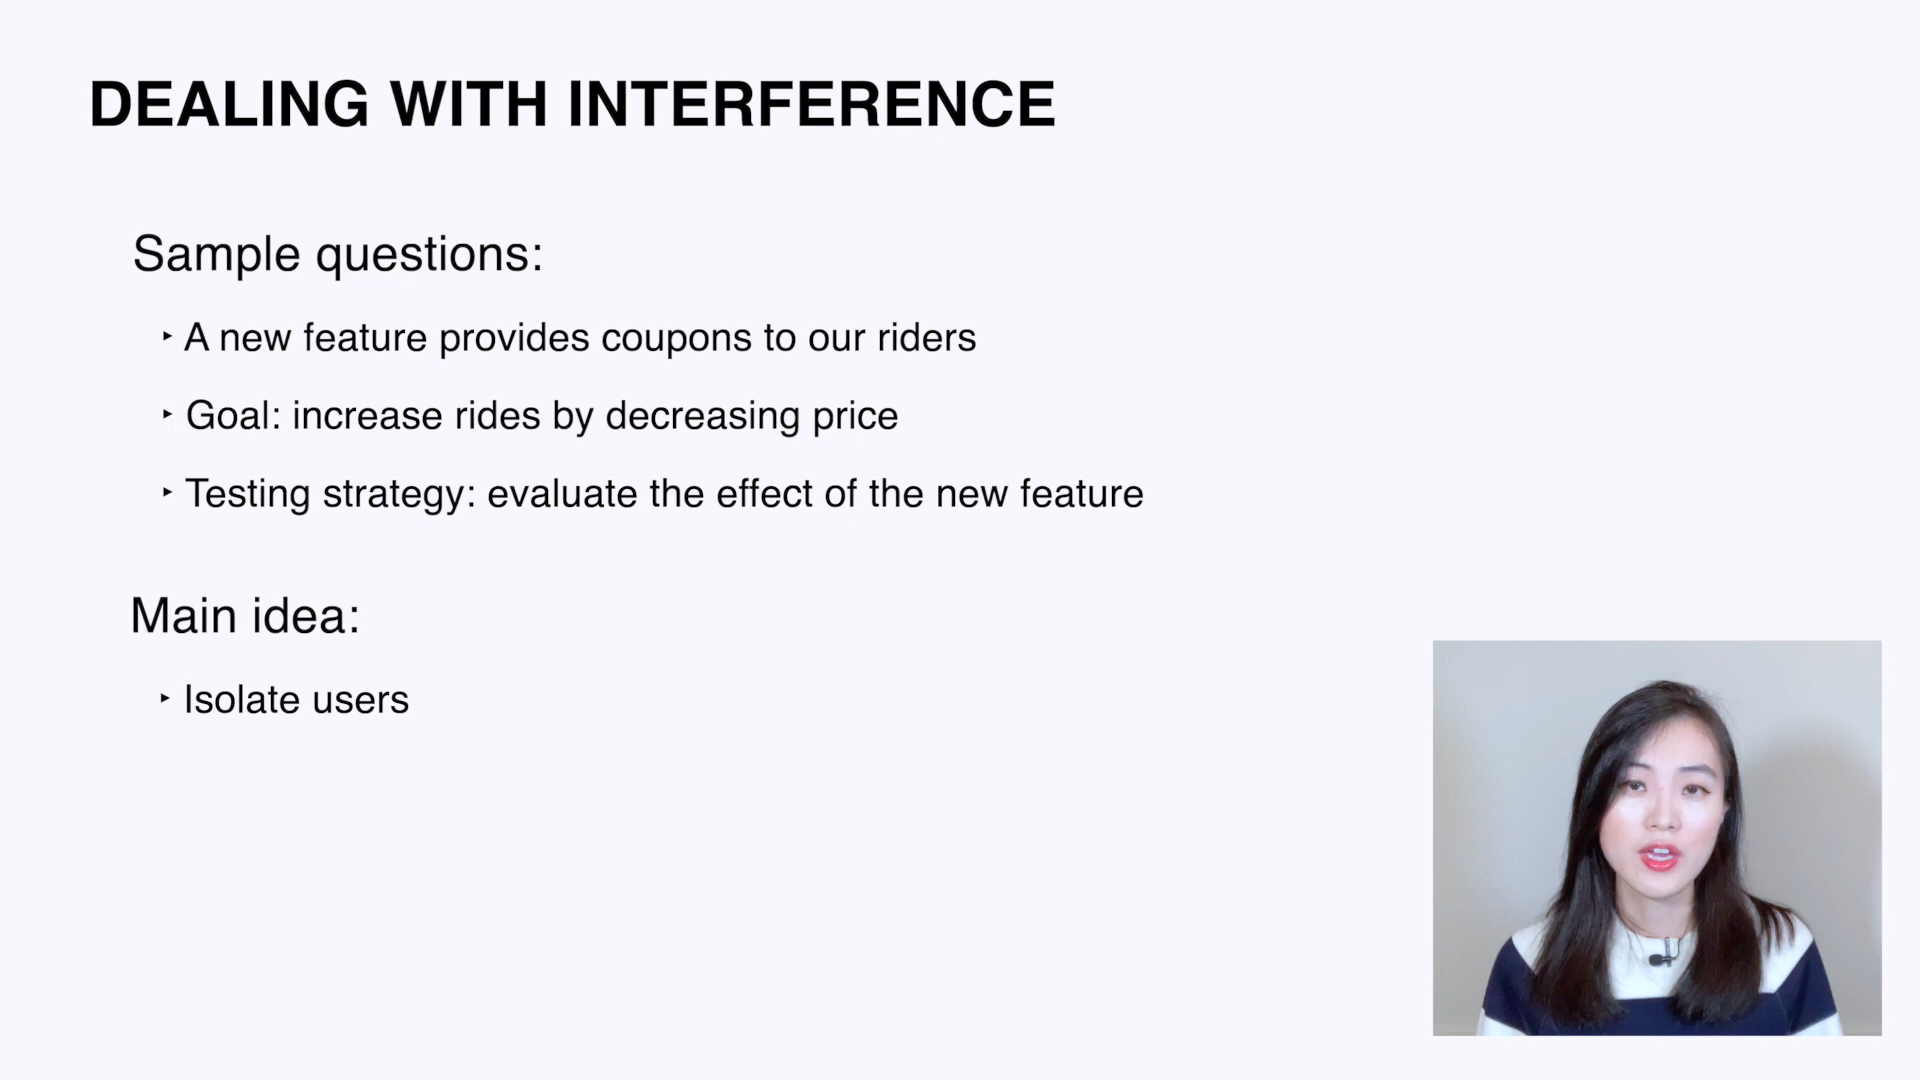 DEALING WITH INTERFERENCE
Sample questions:
‣ A new feature provides coupons to our riders
‣ Goal: increase rides by decreasing price
‣ Testing strategy: evaluate the effect of the new feature
Main idea:
‣ Isolate users